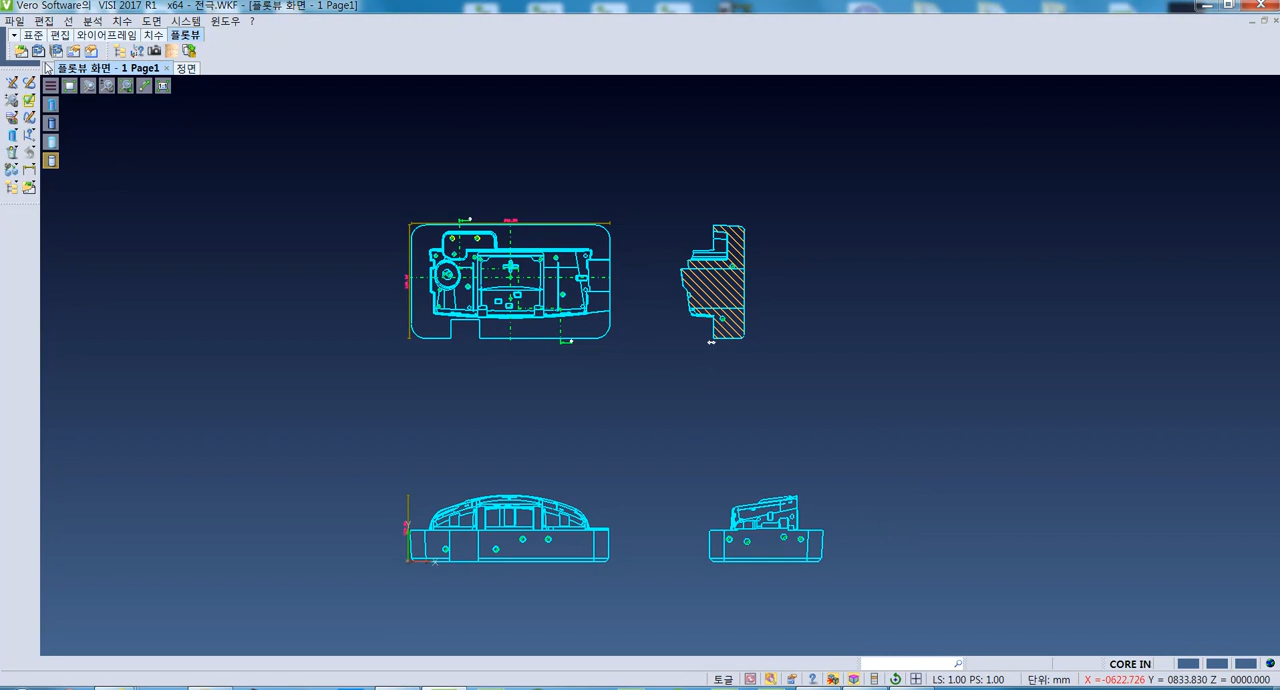 Vero Software의 VISI 2017 R1 x64 - 전극.WKF - [플롯뷰 화면 - 1 Page1]
파일 편집 선 분석 치수 도면 시스템 윈도우 ?
표준 편집 와이어프레임 치수 플롯뷰
플롯뷰 화면 - 1 Page1 × 정면
X
CORE IN
토글 LS: 1.00 PS: 1.00 단위: mm X =-0622.726 Y = 0833.830 Z = 0000.000